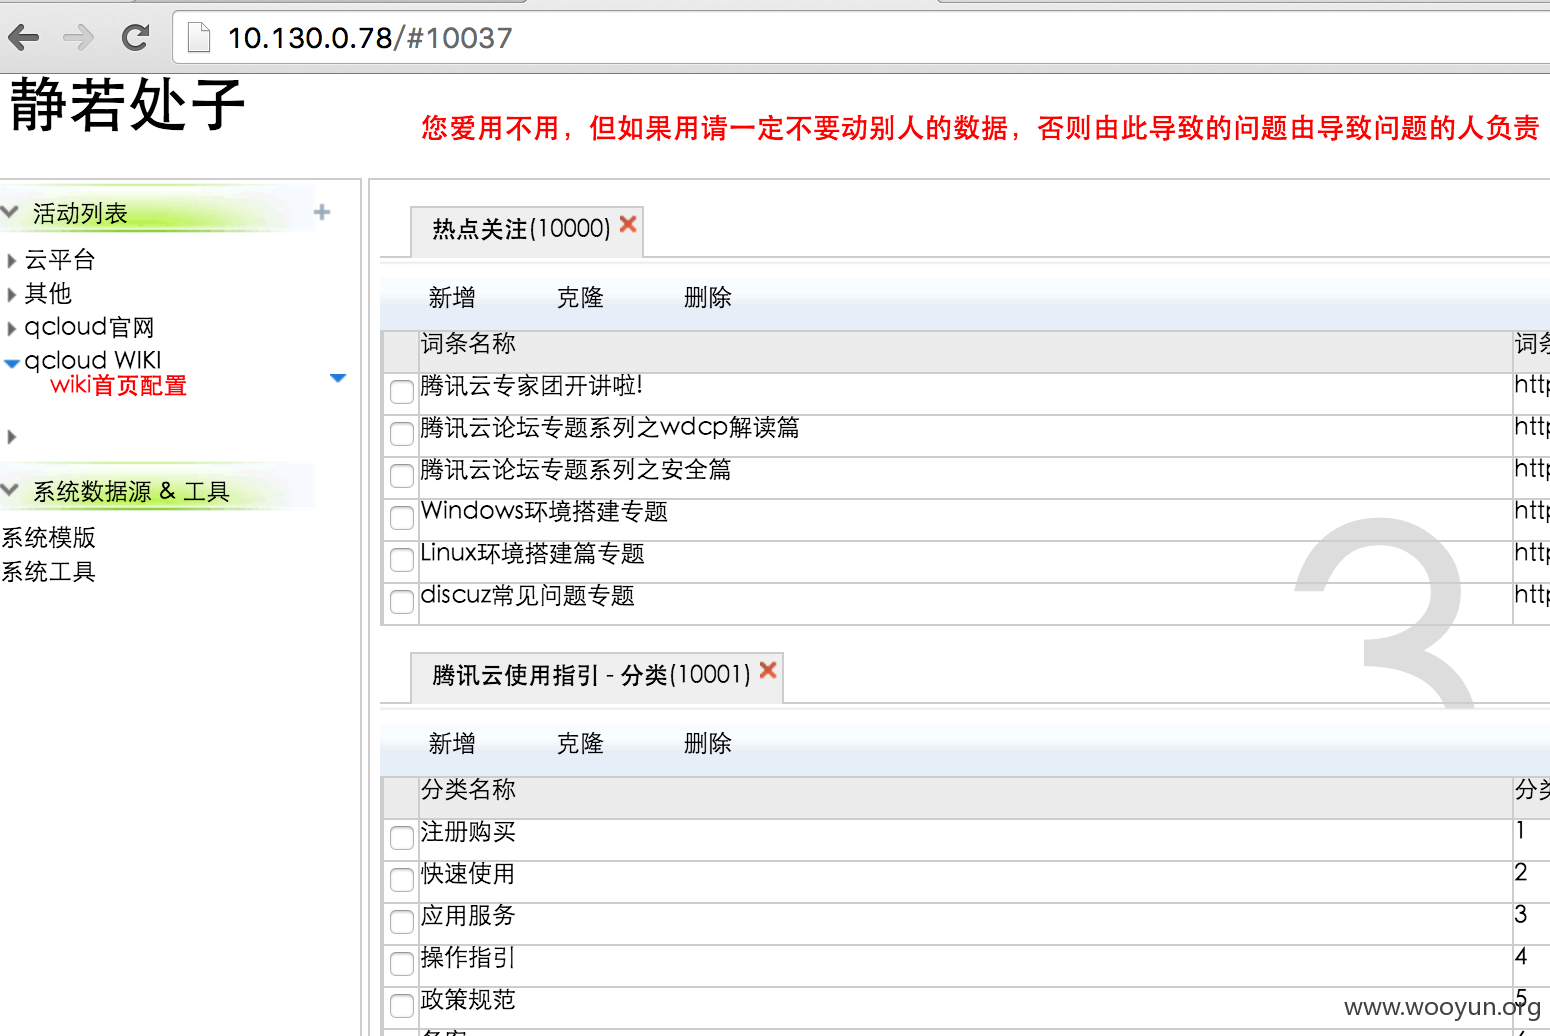 10.130.0.78/#10037
静若处子
您爱用不用，但如果用请一定不要动别人的数据，否则由此导致的问题由导致问题的人负责
活动列表
云平台
其他
qcloud官网
qcloud WIKI
wiki首页配置
系统数据源 & 工具
系统模版
系统工具
热点关注(10000)
新增 克隆 删除
词条名称 词条
腾讯云专家团开讲啦! http
腾讯云论坛专题系列之wdcp解读篇 http
腾讯云论坛专题系列之安全篇 http
Windows环境搭建专题 http
Linux环境搭建篇专题 http
discuz常见问题专题 http
3
腾讯云使用指引 - 分类(10001)
新增 克隆 删除
分类名称 分类
注册购买 1
快速使用 2
应用服务 3
操作指引 4
政策规范 5
www.wooyun.org